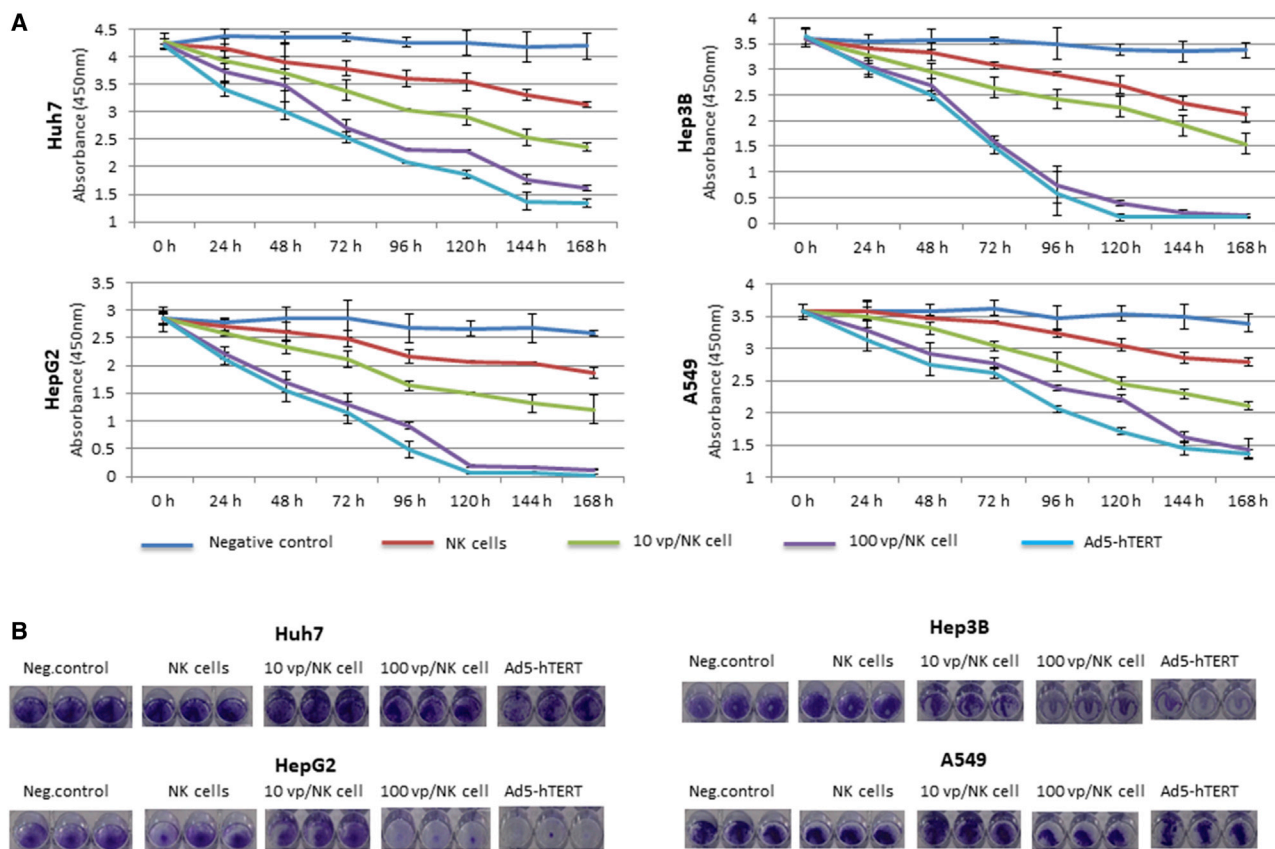 A
Huh7
Absorbance (450nm)
4.5
4
3.5
3
2.5
2
1.5
1
0 h 24 h 48 h 72 h 96 h 120 h 144 h 168 h
Hep3B
Absorbance (450nm)
4
3.5
3
2.5
2
1.5
1
0.5
0
0 h 24 h 48 h 72 h 96 h 120 h 144 h 168 h
HepG2
Absorbance (450nm)
3.5
3
2.5
2
1.5
1
0.5
0
0 h 24 h 48 h 72 h 96 h 120 h 144 h 168 h
A549
Absorbance (450nm)
4
3.5
3
2.5
2
1.5
1
0 h 24 h 48 h 72 h 96 h 120 h 144 h 168 h
Negative control NK cells 10 vp/NK cell 100 vp/NK cell Ad5-hTERT
B
Huh7
Neg.control NK cells 10 vp/NK cell 100 vp/NK cell Ad5-hTERT
Hep3B
Neg.control NK cells 10 vp/NK cell 100 vp/NK cell Ad5-hTERT
HepG2
Neg.control NK cells 10 vp/NK cell 100 vp/NK cell Ad5-hTERT
A549
Neg.control NK cells 10 vp/NK cell 100 vp/NK cell Ad5-hTERT